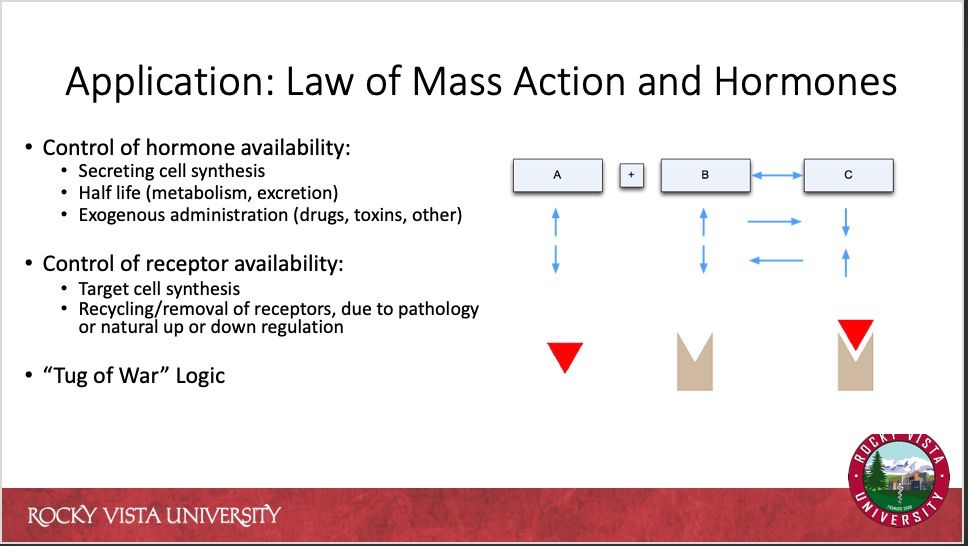 Application: Law of Mass Action and Hormones
• Control of hormone availability:
• Secreting cell synthesis
• Half life (metabolism, excretion)
• Exogenous administration (drugs, toxins, other)
• Control of receptor availability:
• Target cell synthesis
• Recycling/removal of receptors, due to pathology
or natural up or down regulation
• “Tug of War” Logic
A + B C
ROCKY VISTA UNIVERSITY
ROCKY VISTA
UNIVERSITY